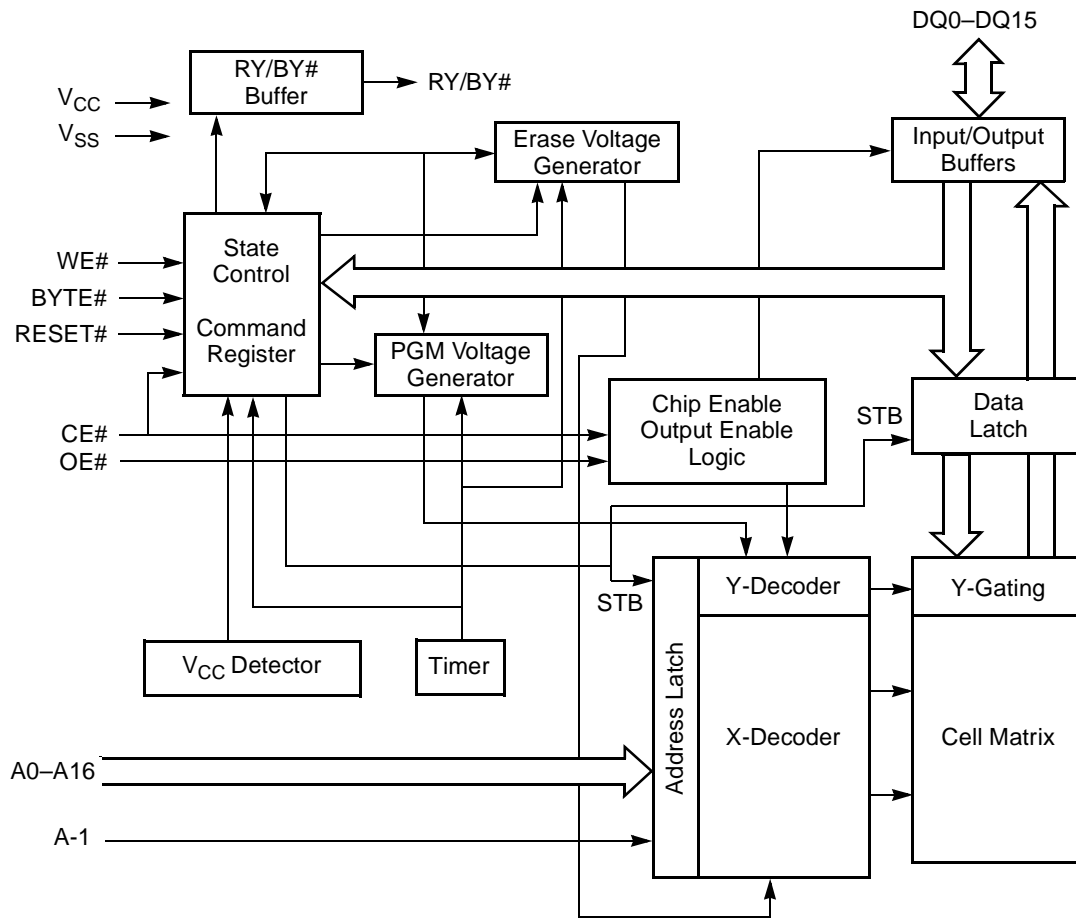 DQ0–DQ15
RY/BY#
Buffer
RY/BY#
VCC
VSS
Erase Voltage
Generator
Input/Output
Buffers
State
Control
Command
Register
WE#
BYTE#
RESET#
PGM Voltage
Generator
CE#
OE#
Chip Enable
Output Enable
Logic
STB
Data
Latch
STB
Y-Decoder
Y-Gating
VCC Detector
Timer
Address Latch
X-Decoder
Cell Matrix
A0–A16
A-1